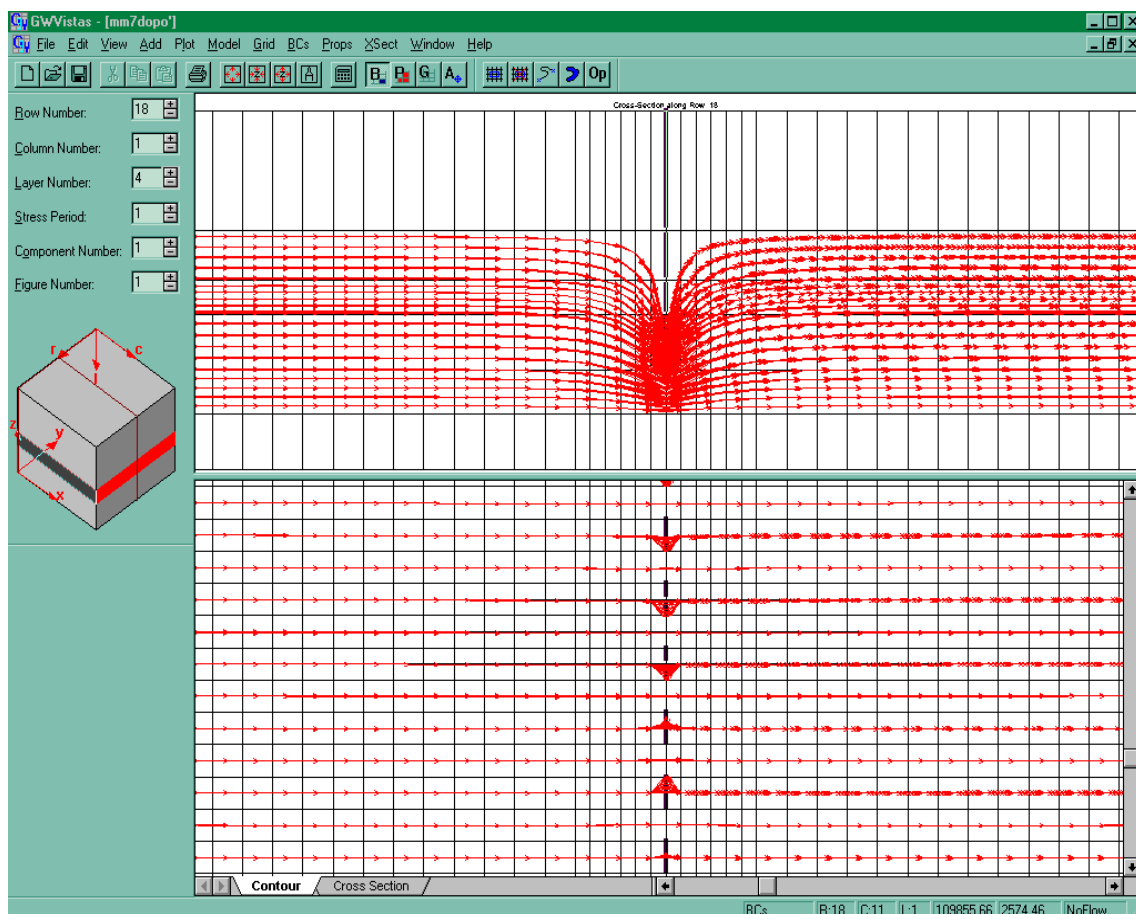 GWVistas - [mm7dopo']
File Edit View Add Plot Model Grid BCs Props XSect Window Help
B P G A Op
Row Number: 18
Column Number: 1
Layer Number: 4
Stress Period: 1
Component Number: 1
Figure Number: 1
r c
l
z y
x
Cross-Section along Row 18
Contour Cross Section
BCs R:18 C:11 L:1 109855.66 2574.46 NoFlow